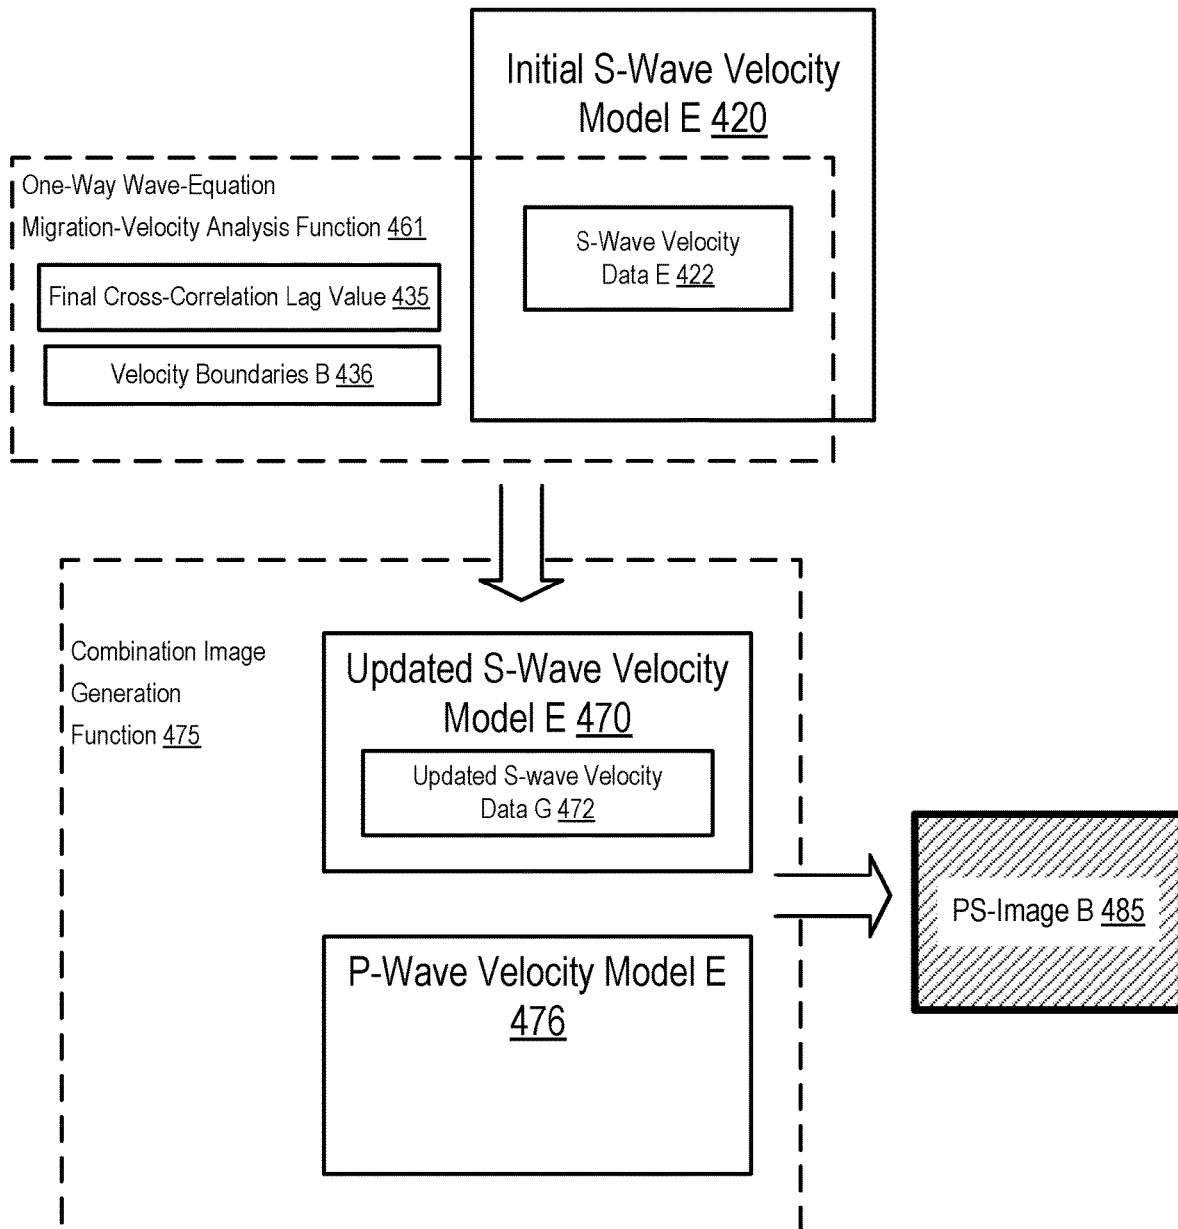 Initial S-Wave Velocity
Model E 420
One-Way Wave-Equation
Migration-Velocity Analysis Function 461
S-Wave Velocity
Data E 422
Final Cross-Correlation Lag Value 435
Velocity Boundaries B 436
Combination Image
Generation
Function 475
Updated S-Wave Velocity
Model E 470
Updated S-wave Velocity
Data G 472
PS-Image B 485
P-Wave Velocity Model E
476